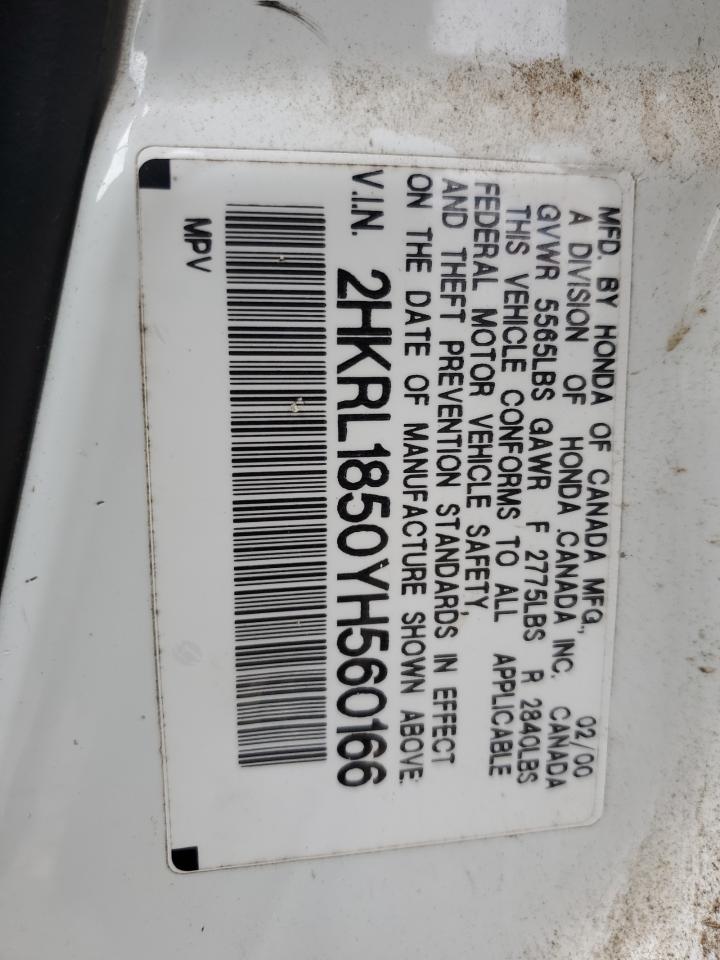 MFD. BY HONDA OF CANADA MFG., 02/00
A DIVISION OF HONDA CANADA INC. CANADA
GVWR 5565LBS GAWR F 2775LBS R 2840LBS
THIS VEHICLE CONFORMS TO ALL APPLICABLE
FEDERAL MOTOR VEHICLE SAFETY,
AND THEFT PREVENTION STANDARDS IN EFFECT
ON THE DATE OF MANUFACTURE SHOWN ABOVE.
V.I.N. 2HKRL1850YH560166
MPV